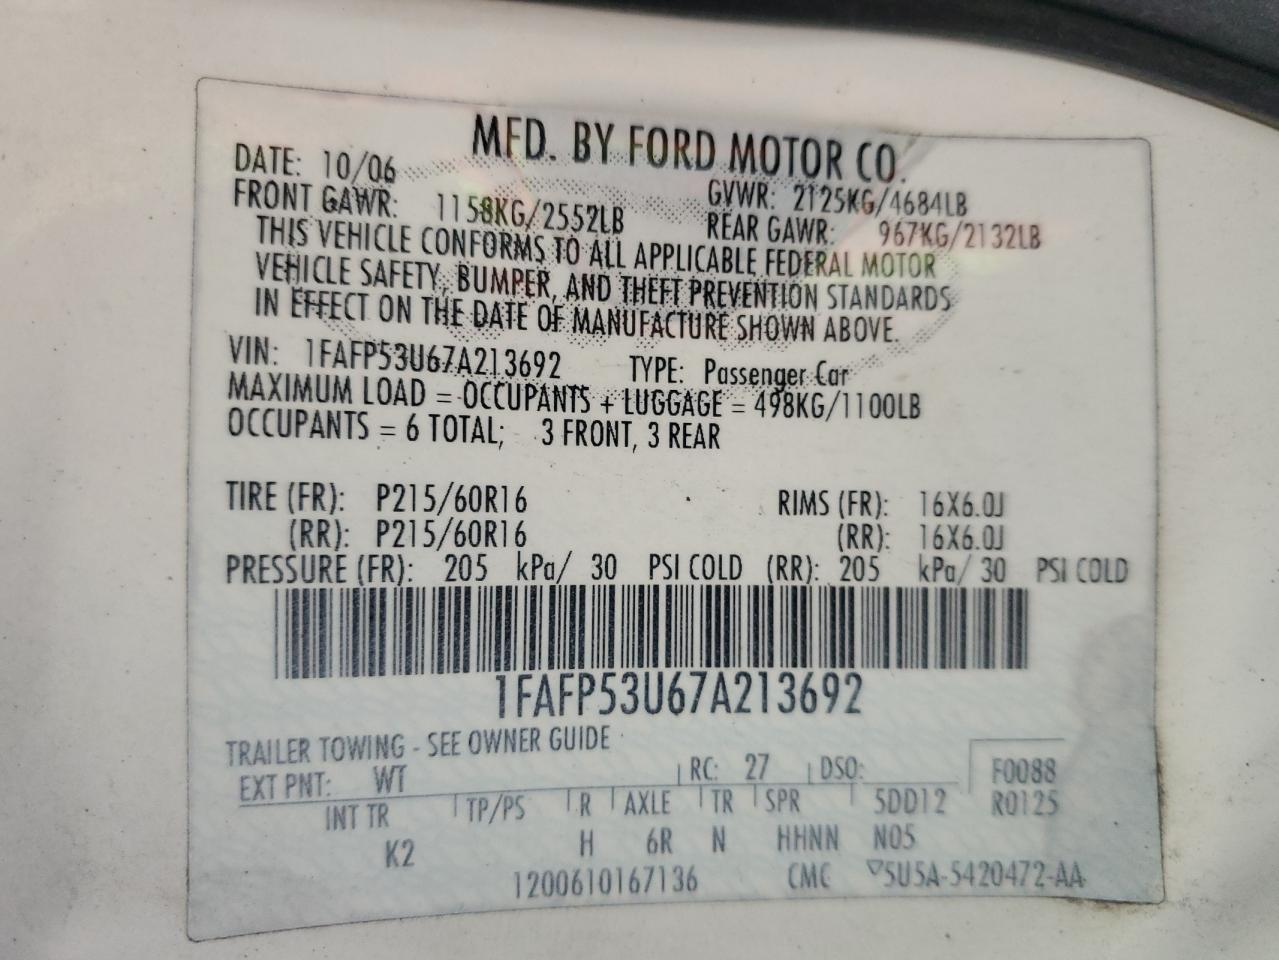 MFD. BY FORD MOTOR CO.
DATE: 10/06 GVWR: 2125KG/4684LB
FRONT GAWR: 1158KG/2552LB REAR GAWR: 967KG/2132LB
THIS VEHICLE CONFORMS TO ALL APPLICABLE FEDERAL MOTOR
VEHICLE SAFETY, BUMPER, AND THEFT PREVENTION STANDARDS
IN EFFECT ON THE DATE OF MANUFACTURE SHOWN ABOVE.
VIN: 1FAFP53U67A213692 TYPE: Passenger Car
MAXIMUM LOAD = OCCUPANTS + LUGGAGE = 498KG/1100LB
OCCUPANTS = 6 TOTAL; 3 FRONT, 3 REAR
TIRE (FR): P215/60R16 RIMS (FR): 16X6.0J
(RR): P215/60R16 (RR): 16X6.0J
PRESSURE (FR): 205 kPa/ 30 PSI COLD (RR): 205 kPa/ 30 PSI COLD
1FAFP53U67A213692
TRAILER TOWING - SEE OWNER GUIDE
EXT PNT: WT RC: 27 DSO: F0088
INT TR TP/PS R AXLE TR SPR 5DD12 R0125
K2 H 6R N HHNN N05
1200610167136 CMC ▽5U5A-5420472-AA